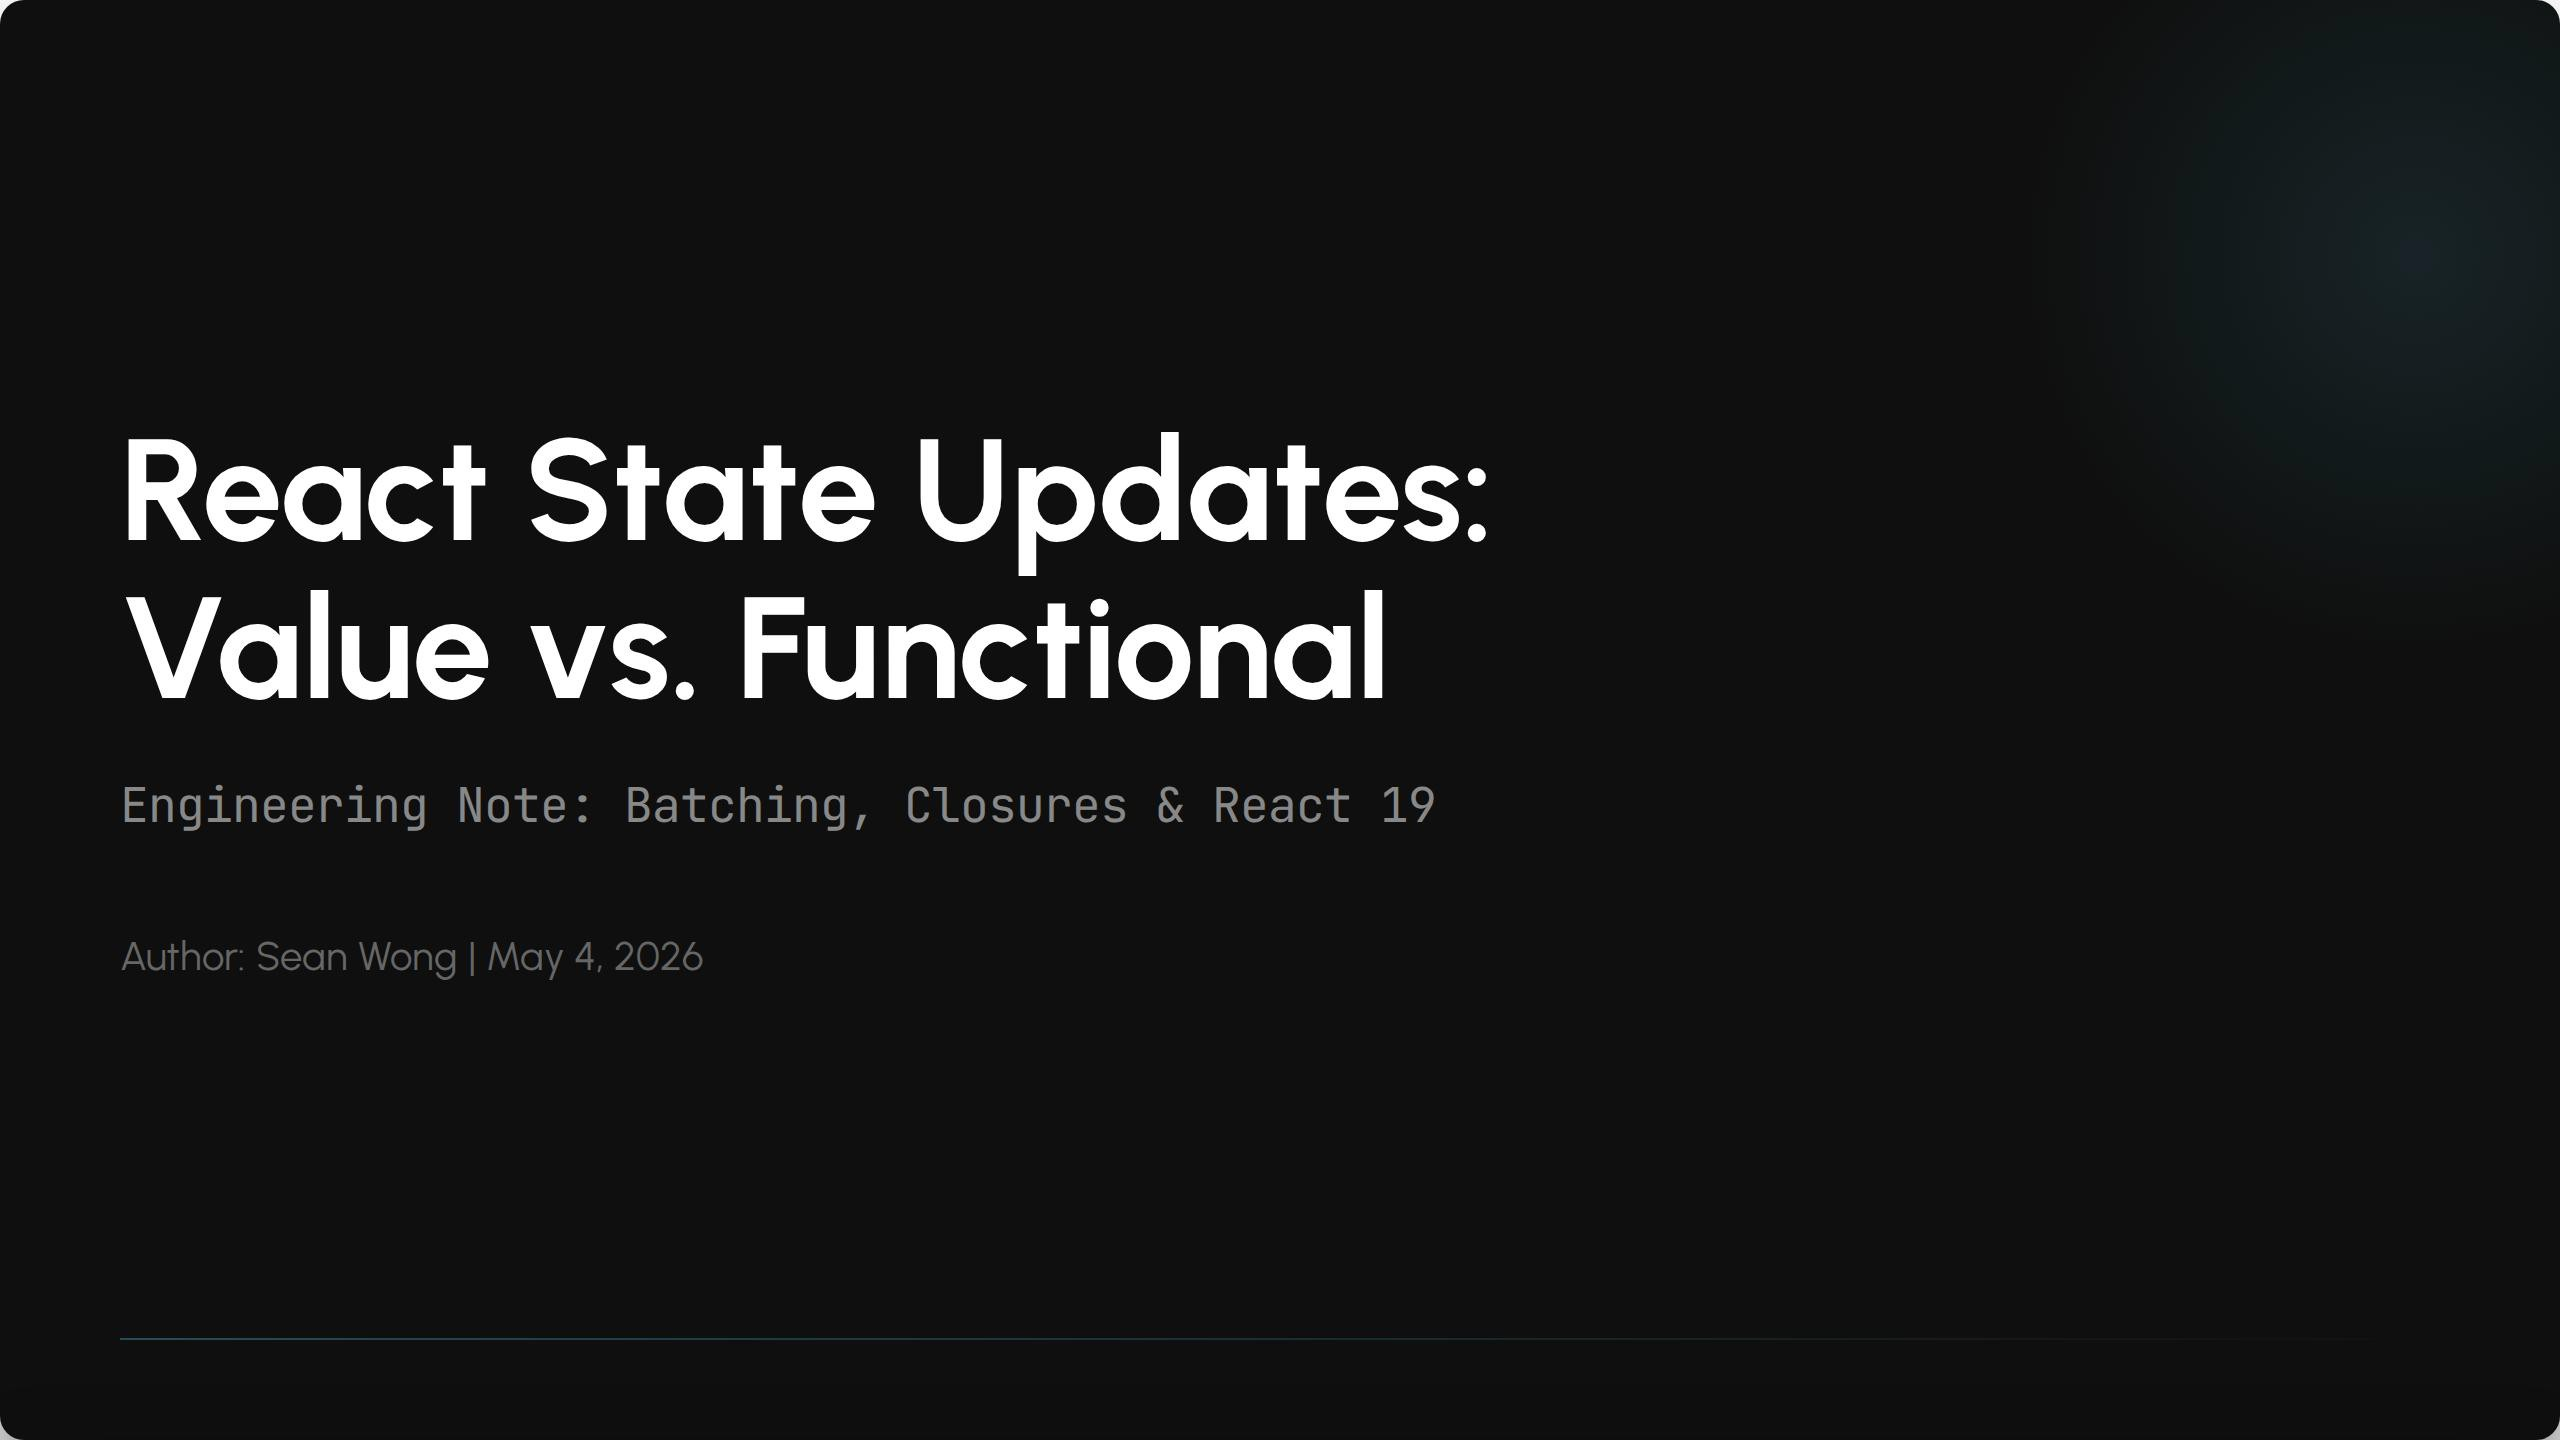 React State Updates:
Value vs. Functional
Engineering Note: Batching, Closures & React 19
Author: Sean Wong | May 4, 2026